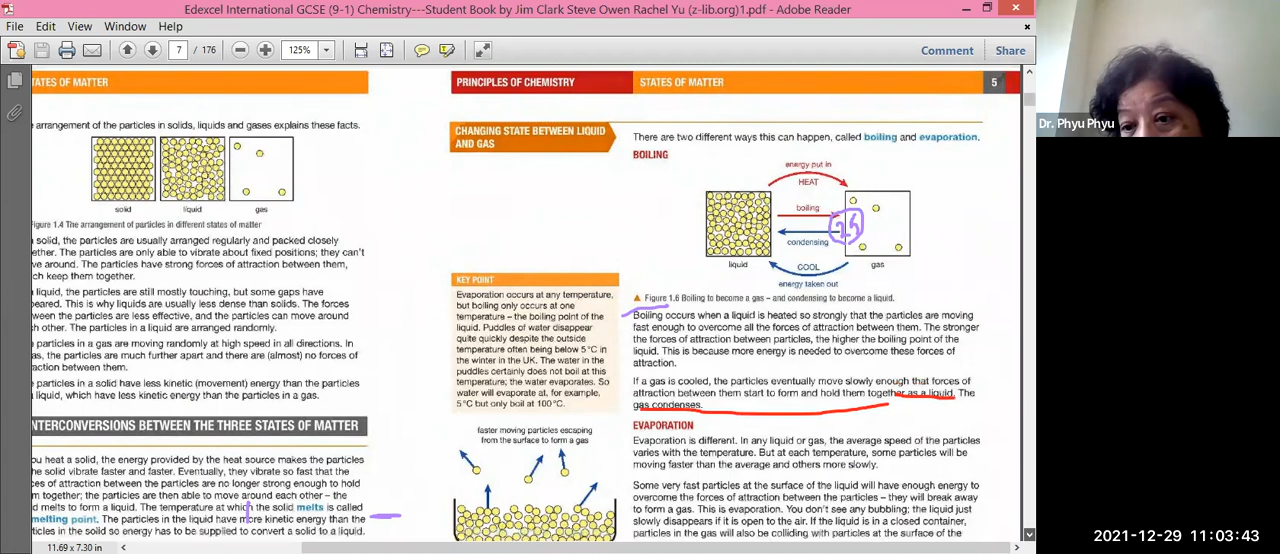 Edexcel International GCSE (9-1) Chemistry---Student Book by Jim Clark Steve Owen Rachel Yu (z-lib.org)1.pdf - Adobe Reader
File Edit View Window Help
7 / 176
125%
Comment
Share
TATES OF MATTER
arrangement of the particles in solids, liquids and gases explains these facts.
solid
liquid
gas
Figure 1.4 The arrangement of particles in different states of matter
solid, the particles are usually arranged regularly and packed closely
ether. The particles are only able to vibrate about fixed positions; they can't
ve around. The particles have strong forces of attraction between them,
ch keep them together.
liquid, the particles are still mostly touching, but some gaps have
peared. This is why liquids are usually less dense than solids. The forces
ween the particles are less effective, and the particles can move around
ch other. The particles in a liquid are arranged randomly.
particles in a gas are moving randomly at high speed in all directions. In
as, the particles are much further apart and there are (almost) no forces of
action between them.
particles in a solid have less kinetic (movement) energy than the particles
liquid, which have less kinetic energy than the particles in a gas.
NTERCONVERSIONS BETWEEN THE THREE STATES OF MATTER
ou heat a solid, the energy provided by the heat source makes the particles
he solid vibrate faster and faster. Eventually, they vibrate so fast that the
ces of attraction between the particles are no longer strong enough to hold
m together; the particles are then able to move around each other – the
d melts to form a liquid. The temperature at which the solid melts is called
melting point. The particles in the liquid have more kinetic energy than the
ticles in the solid so energy has to be supplied to convert a solid to a liquid.
11.69 x 7.30 in
PRINCIPLES OF CHEMISTRY
STATES OF MATTER
5
CHANGING STATE BETWEEN LIQUID
AND GAS
There are two different ways this can happen, called boiling and evaporation.
BOILING
energy put in
HEAT
boiling
condensing
liquid
COOL
gas
energy taken out
Figure 1.6 Boiling to become a gas – and condensing to become a liquid.
KEY POINT
Evaporation occurs at any temperature,
but boiling only occurs at one
temperature – the boiling point of the
liquid. Puddles of water disappear
quite quickly despite the outside
temperature often being below 5 °C in
the winter in the UK. The water in the
puddles certainly does not boil at this
temperature; the water evaporates. So
water will evaporate at, for example,
5 °C but only boil at 100 °C.
Boiling occurs when a liquid is heated so strongly that the particles are moving
fast enough to overcome all the forces of attraction between them. The stronger
the forces of attraction between particles, the higher the boiling point of the
liquid. This is because more energy is needed to overcome these forces of
attraction.
If a gas is cooled, the particles eventually move slowly enough that forces of
attraction between them start to form and hold them together as a liquid. The
gas condenses.
faster moving particles escaping
from the surface to form a gas
EVAPORATION
Evaporation is different. In any liquid or gas, the average speed of the particles
varies with the temperature. But at each temperature, some particles will be
moving faster than the average and others more slowly.
Some very fast particles at the surface of the liquid will have enough energy to
overcome the forces of attraction between the particles – they will break away
to form a gas. This is evaporation. You don't see any bubbling; the liquid just
slowly disappears if it is open to the air. If the liquid is in a closed container,
particles in the gas will also be colliding with particles at the surface of the
Dr. Phyu Phyu
2021-12-29 11:03:43